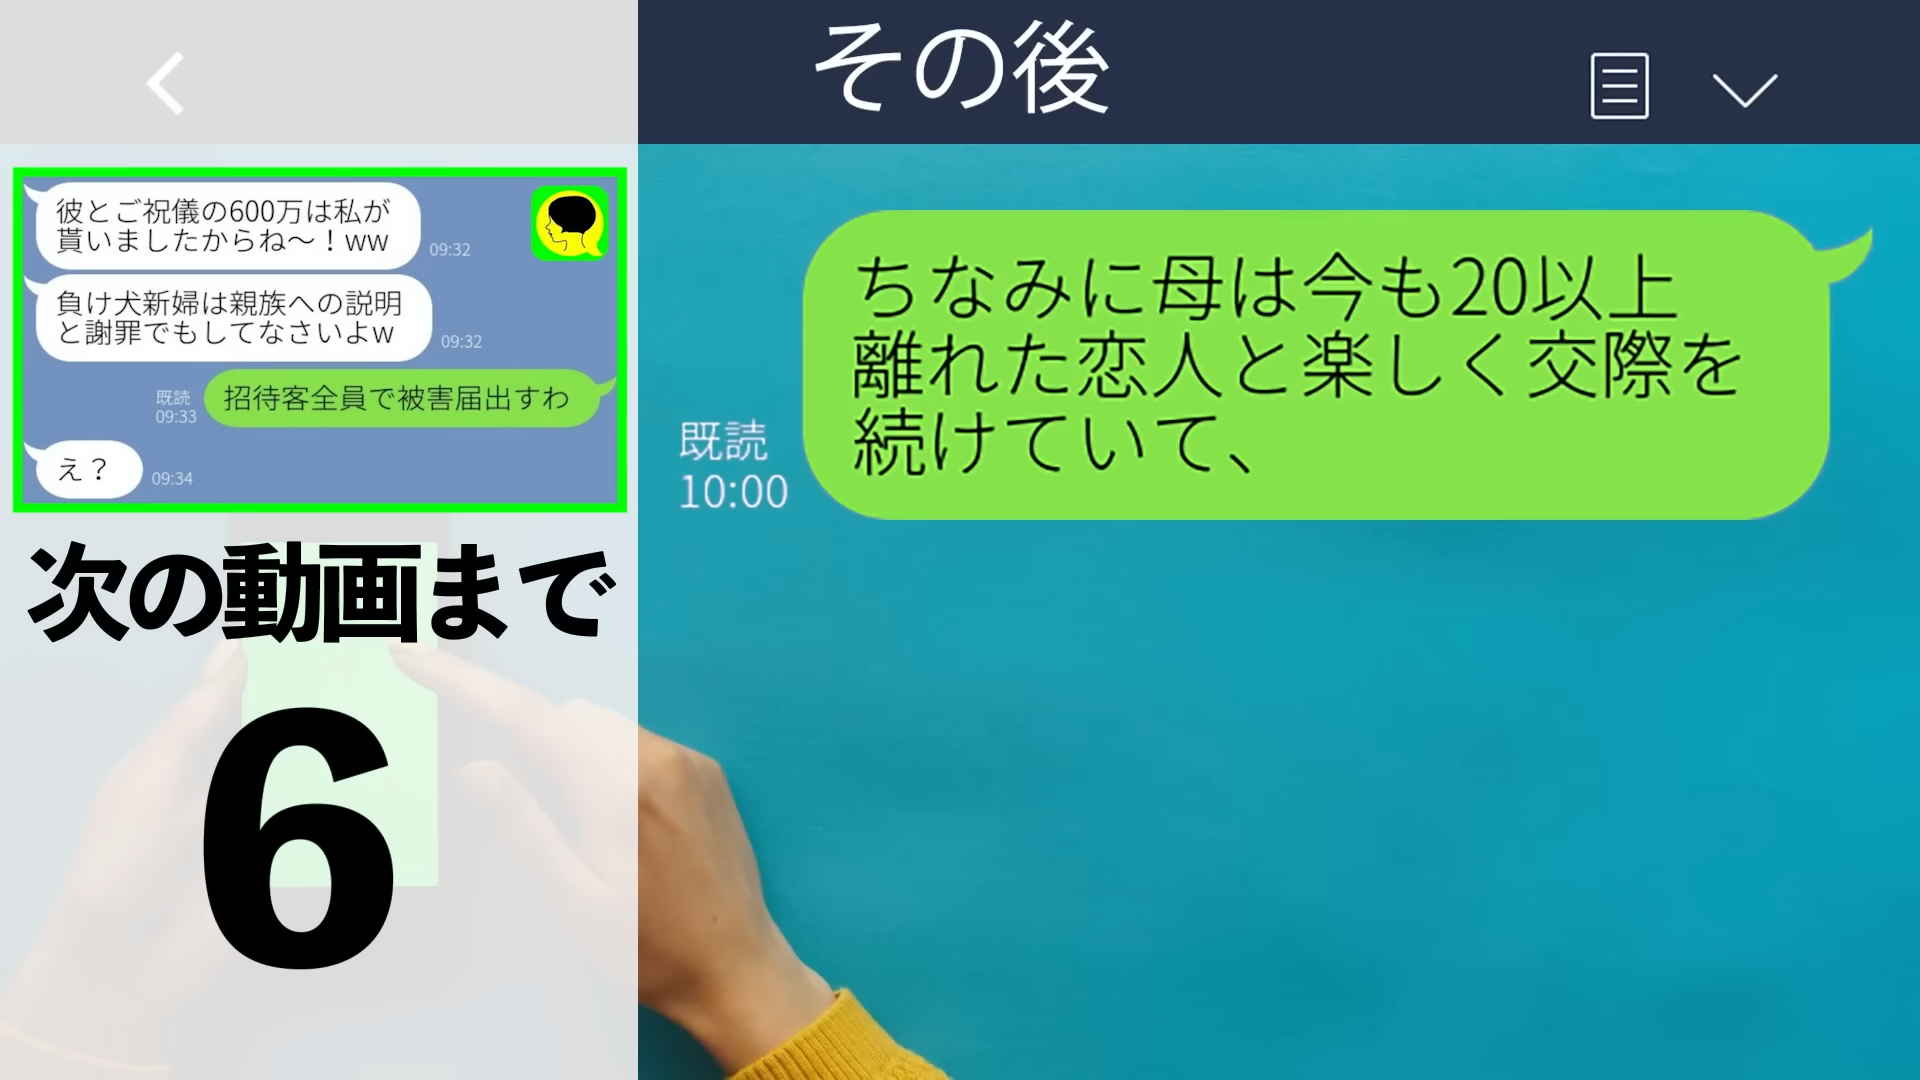 その後
彼とご祝儀の600万は私が
貰いましたからね〜！ww
09:32
負け犬新婦は親族への説明
と謝罪でもしてなさいよw
09:32
既読
09:33
招待客全員で被害届出すわ
え？
09:34
次の動画まで
6
ちなみに母は今も20以上
離れた恋人と楽しく交際を
続けていて、
既読
10:00